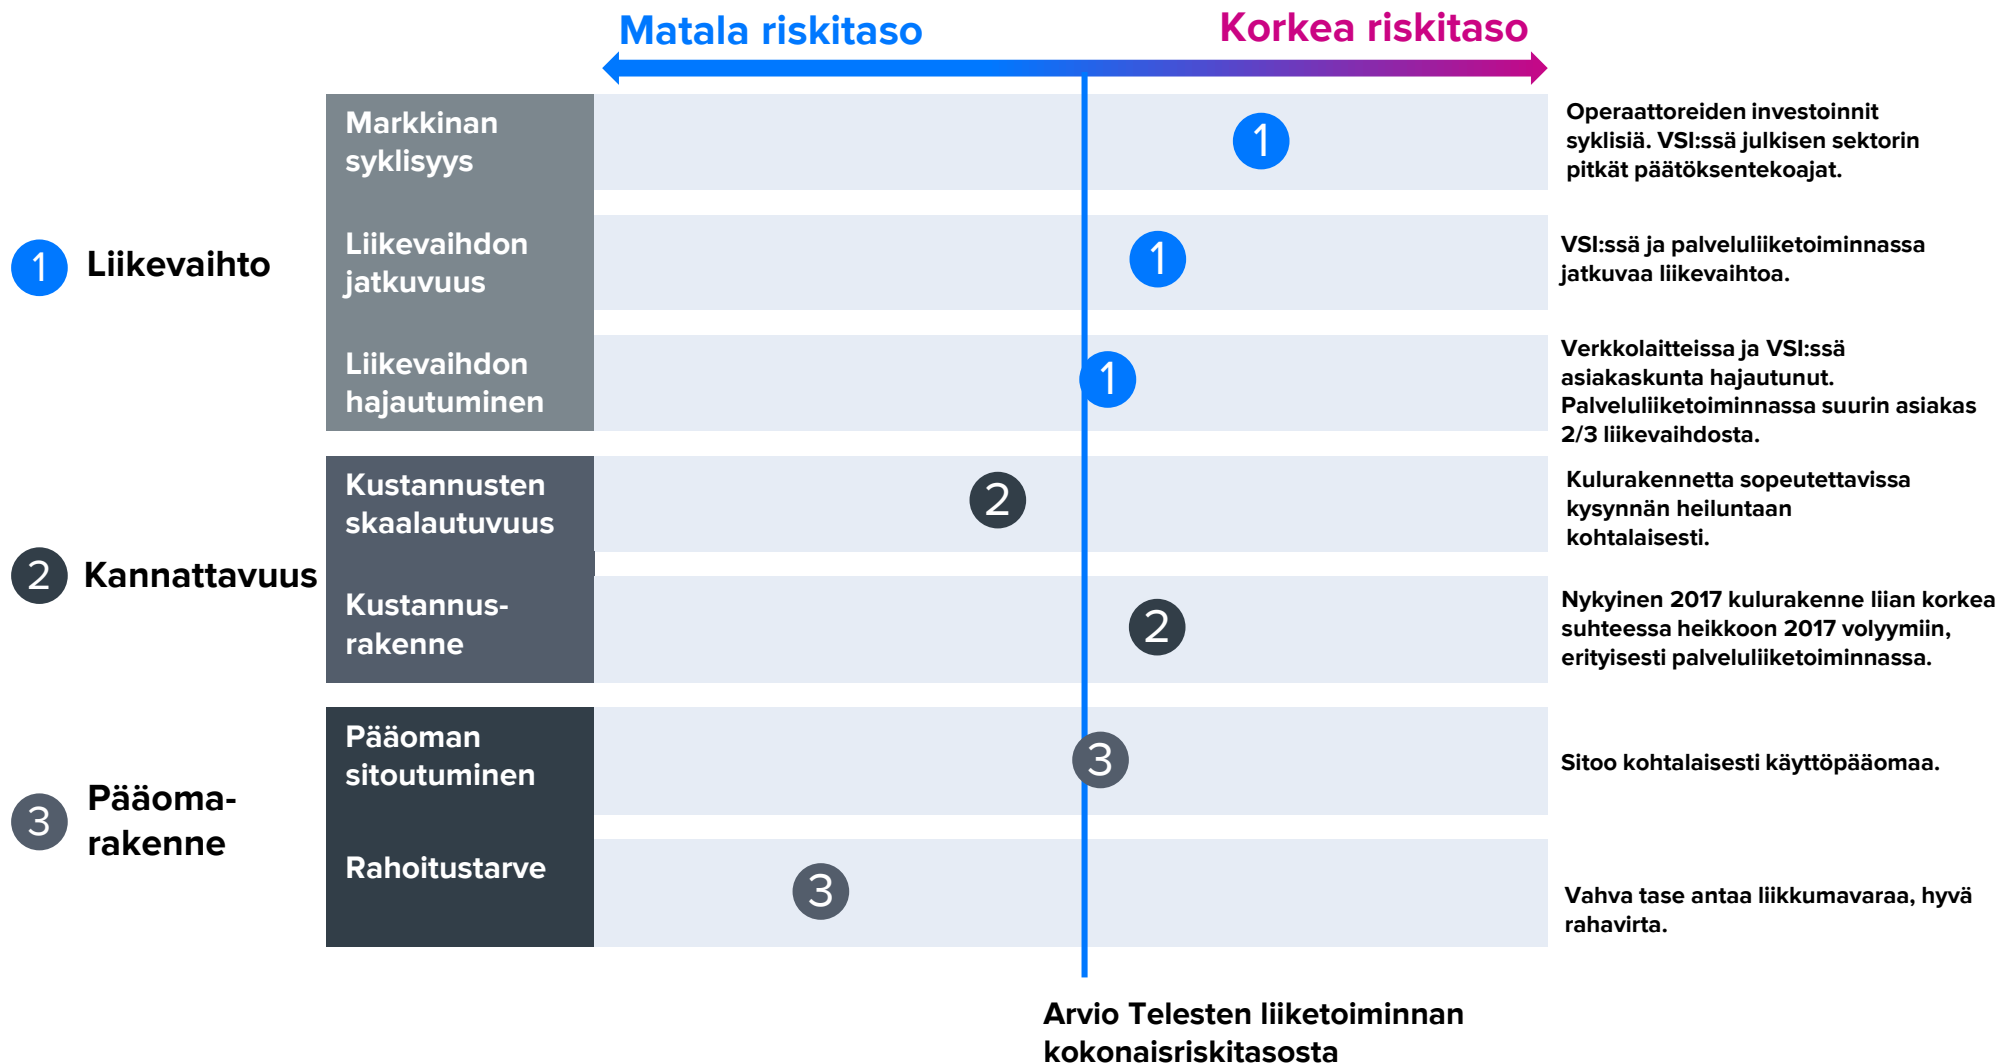 Matala riskitaso
Korkea riskitaso
1 Liikevaihto
Markkinan
syklisyys
1
Operaattoreiden investoinnit
syklisiä. VSI:ssä julkisen sektorin
pitkät päätöksentekoajat.
Liikevaihdon
jatkuvuus
1
VSI:ssä ja palveluliiketoiminnassa
jatkuvaa liikevaihtoa.
Liikevaihdon
hajautuminen
1
Verkkolaitteissa ja VSI:ssä
asiakaskunta hajautunut.
Palveluliiketoiminnassa suurin asiakas
2/3 liikevaihdosta.
2 Kannattavuus
Kustannusten
skaalautuvuus
2
Kulurakennetta sopeutettavissa
kysynnän heiluntaan
kohtalaisesti.
Kustannus-
rakenne
2
Nykyinen 2017 kulurakenne liian korkea
suhteessa heikkoon 2017 volyymiin,
erityisesti palveluliiketoiminnassa.
3 Pääoma-
rakenne
Pääoman
sitoutuminen
3
Sitoo kohtalaisesti käyttöpääomaa.
Rahoitustarve
3
Vahva tase antaa liikkumavaraa, hyvä
rahavirta.
Arvio Telesten liiketoiminnan
kokonaisriskitasosta